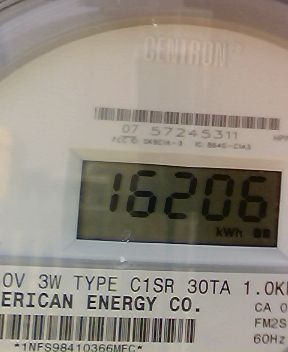 CENTRON
07 57245311
16206
kWh
0V 3W TYPE C1SR 30TA 1.0K
ERICAN ENERGY CO.
CA 0
FM2S
60Hz
*1NFS98410366MEC*